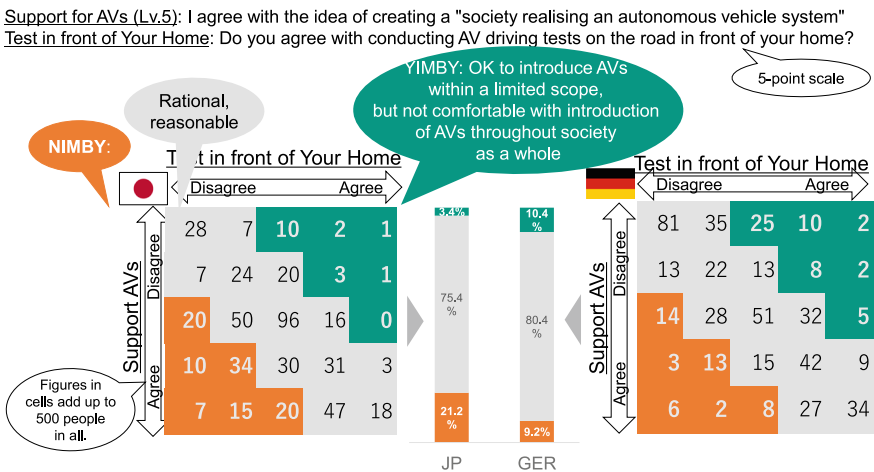 Support for AVs (Lv.5): I agree with the idea of creating a "society realising an autonomous vehicle system"
Test in front of Your Home: Do you agree with conducting AV driving tests on the road in front of your home?
5-point scale
YIMBY: OK to introduce AVs
within a limited scope,
but not comfortable with introduction
of AVs throughout society
as a whole
Rational,
reasonable
NIMBY:
Test in front of Your Home
Disagree Agree
Support AVs
Disagree
Agree
28 7 10 2 1
7 24 20 3 1
20 50 96 16 0
10 34 30 31 3
7 15 20 47 18
Figures in
cells add up to
500 people
in all.
3.4%
75.4
%
21.2
%
JP
10.4
%
80.4
%
9.2%
GER
Test in front of Your Home
Disagree Agree
Support AVs
Disagree
Agree
81 35 25 10 2
13 22 13 8 2
14 28 51 32 5
3 13 15 42 9
6 2 8 27 34